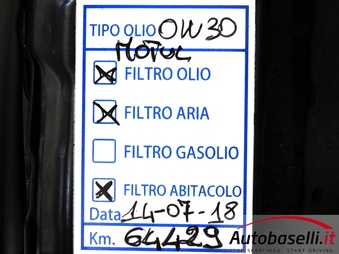 TIPO OLIO OW30
MOTUL
FILTRO OLIO
FILTRO ARIA
FILTRO GASOLIO
FILTRO ABITACOLO
Data 14-07-18
Km. 64429
Autobaselli.it